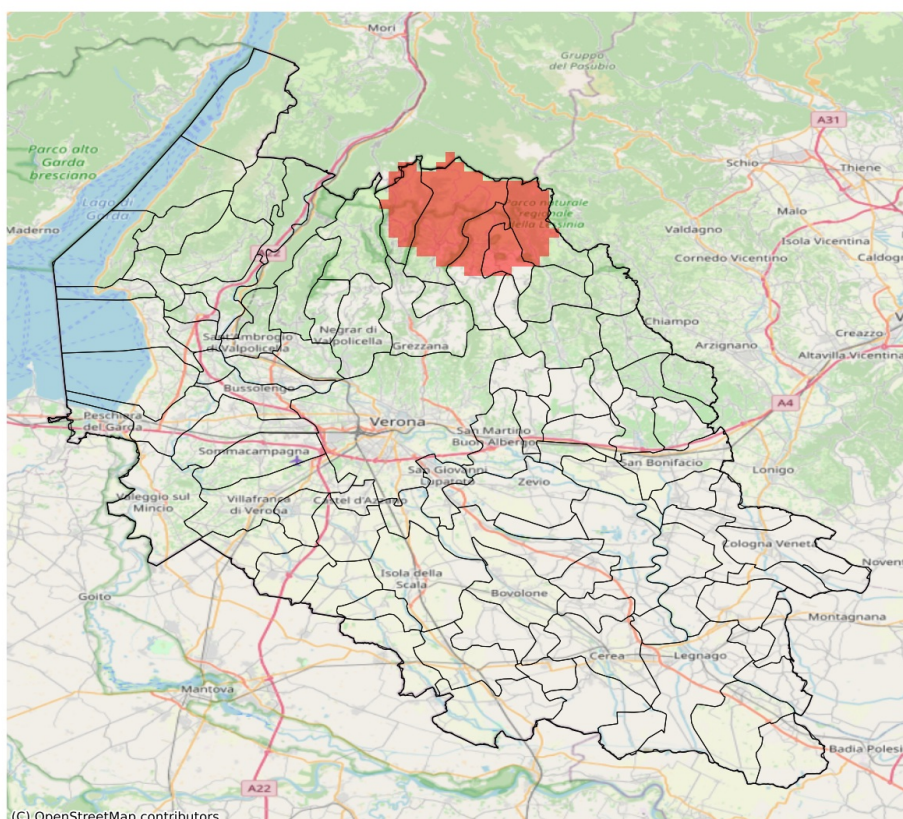 Mori
Gruppo
del Pasubio
A31
Parco alto
Garda
bresciano
Schio
Thiene
Lago di
Garda
Parco naturale
regionale
della Lessinia
Malo
Maderno
Valdagno
Isola Vicentina
A22
Cornedo Vicentino
Caldog
Chiampo
Sant'Ambrogio
di Valpolicella
Negrar di
Valpolicella
Grezzana
Arzignano
Creazzo
Altavilla Vicentina
V
Bussolengo
A4
Peschiera
del Garda
Verona
San Martino
Buon Albergo
Sommacampagna
San Giovanni
Lupatoto
Zevio
San Bonifacio
Lonigo
Valeggio sul
Mincio
Villafranca
di Verona
Castel d'Azzano
Cologna Veneta
Noven
Isola della
Scala
Goito
Bovolone
Montagnana
Cerea
Legnago
Mantova
Badia Polesi
A22
(C) OpenStreetMap contributors